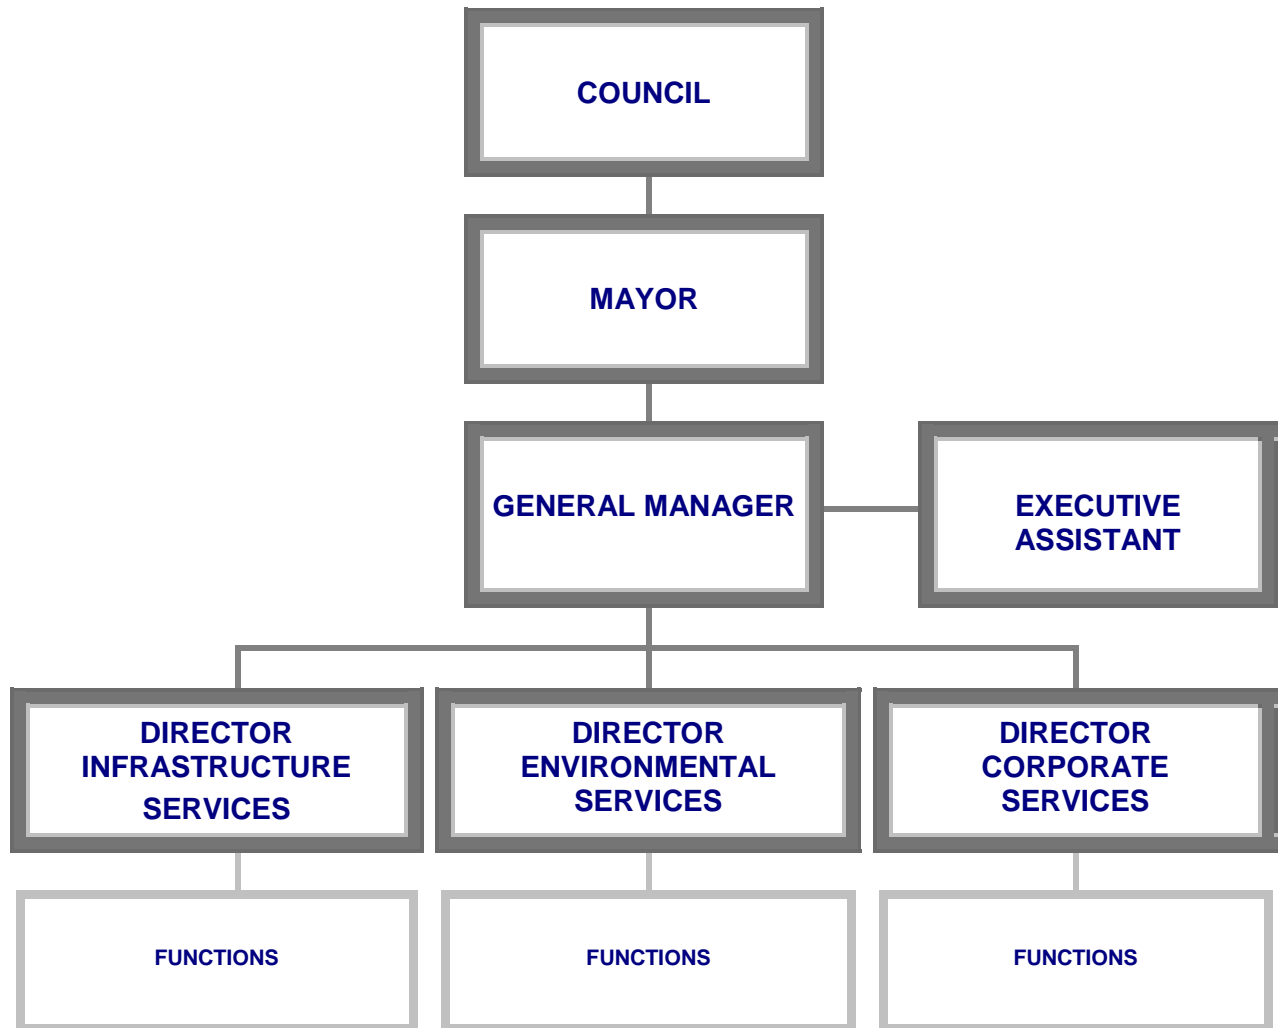 COUNCIL
MAYOR
GENERAL MANAGER
EXECUTIVE
ASSISTANT
DIRECTOR
INFRASTRUCTURE
SERVICES
DIRECTOR
ENVIRONMENTAL
SERVICES
DIRECTOR
CORPORATE
SERVICES
FUNCTIONS
FUNCTIONS
FUNCTIONS